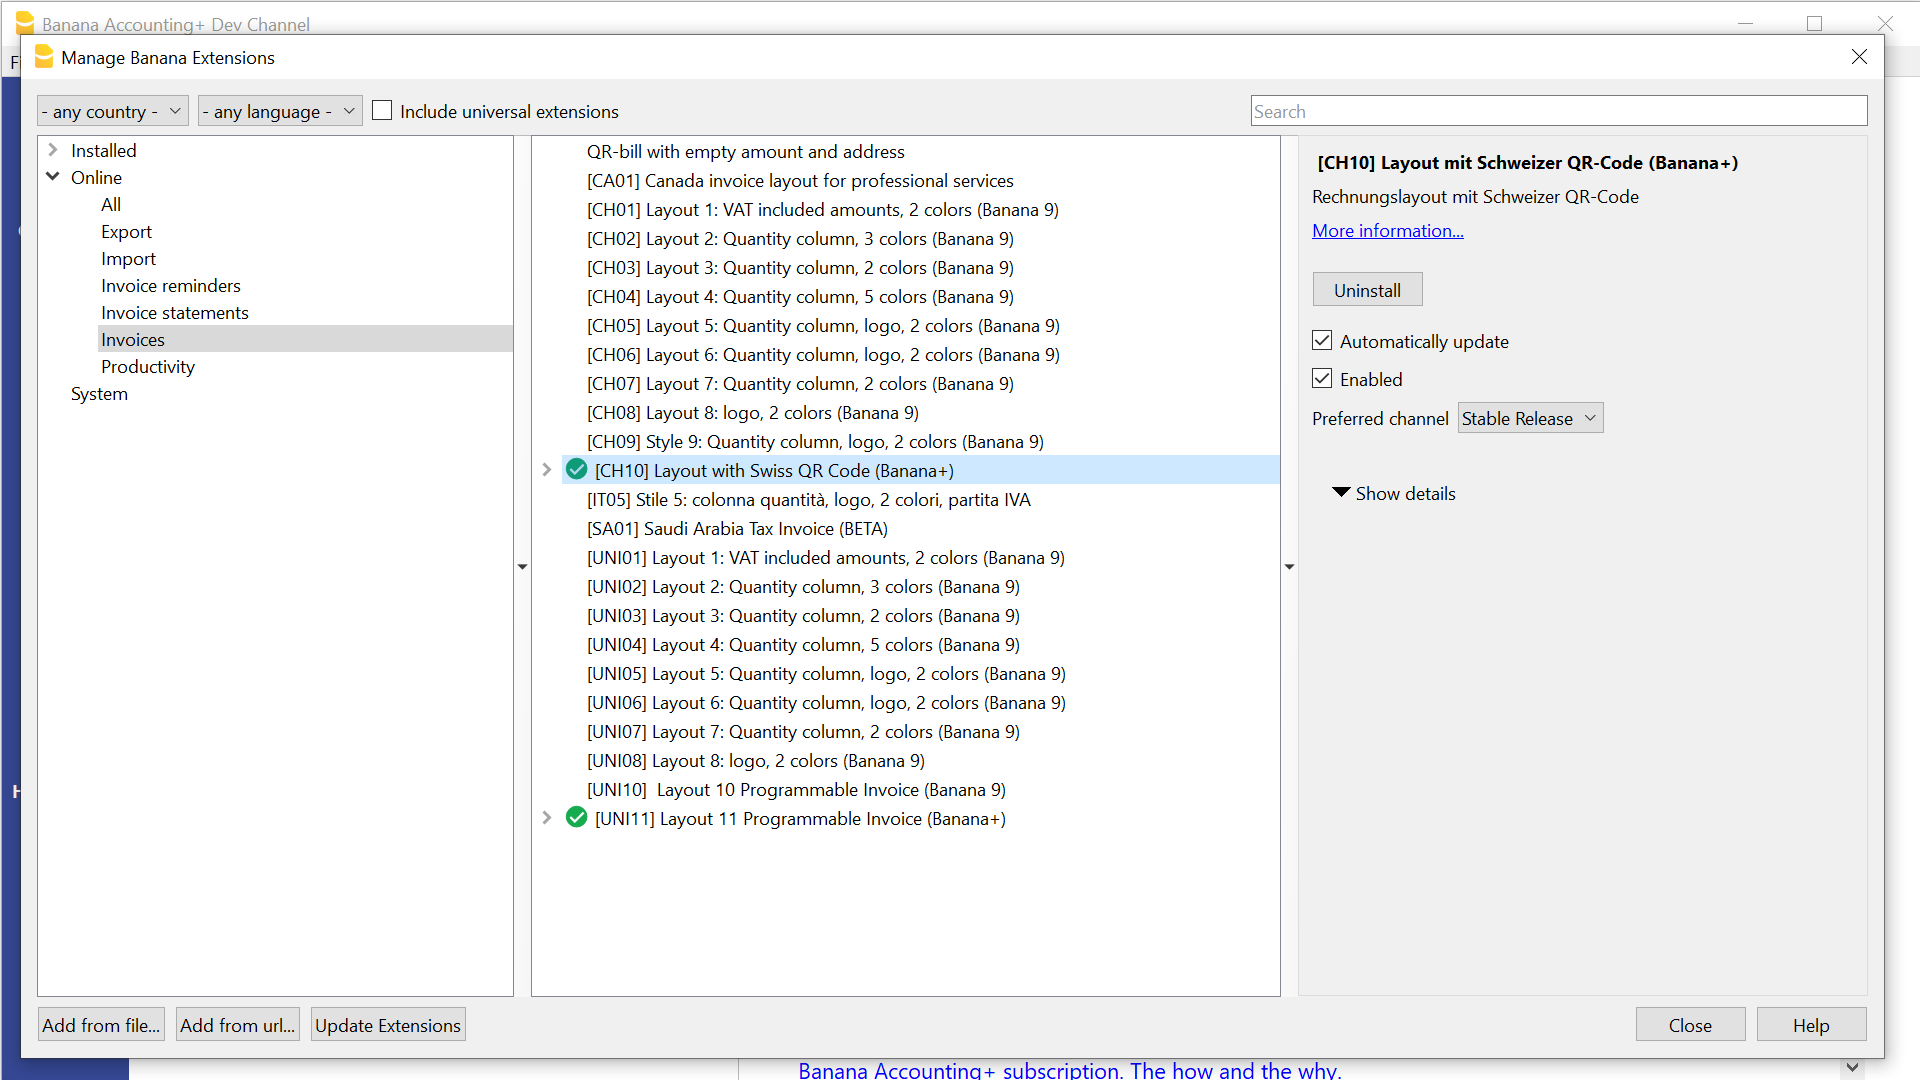 Banana Accounting+ Dev Channel
Manage Banana Extensions
- any country -
- any language -
Include universal extensions
Search
Installed
Online
All
Export
Import
Invoice reminders
Invoice statements
Invoices
Productivity
System
QR-bill with empty amount and address
[CA01] Canada invoice layout for professional services
[CH01] Layout 1: VAT included amounts, 2 colors (Banana 9)
[CH02] Layout 2: Quantity column, 3 colors (Banana 9)
[CH03] Layout 3: Quantity column, 2 colors (Banana 9)
[CH04] Layout 4: Quantity column, 5 colors (Banana 9)
[CH05] Layout 5: Quantity column, logo, 2 colors (Banana 9)
[CH06] Layout 6: Quantity column, logo, 2 colors (Banana 9)
[CH07] Layout 7: Quantity column, 2 colors (Banana 9)
[CH08] Layout 8: logo, 2 colors (Banana 9)
[CH09] Style 9: Quantity column, logo, 2 colors (Banana 9)
[CH10] Layout with Swiss QR Code (Banana+)
[IT05] Stile 5: colonna quantità, logo, 2 colori, partita IVA
[SA01] Saudi Arabia Tax Invoice (BETA)
[UNI01] Layout 1: VAT included amounts, 2 colors (Banana 9)
[UNI02] Layout 2: Quantity column, 3 colors (Banana 9)
[UNI03] Layout 3: Quantity column, 2 colors (Banana 9)
[UNI04] Layout 4: Quantity column, 5 colors (Banana 9)
[UNI05] Layout 5: Quantity column, logo, 2 colors (Banana 9)
[UNI06] Layout 6: Quantity column, logo, 2 colors (Banana 9)
[UNI07] Layout 7: Quantity column, 2 colors (Banana 9)
[UNI08] Layout 8: logo, 2 colors (Banana 9)
[UNI10]  Layout 10 Programmable Invoice (Banana 9)
[UNI11] Layout 11 Programmable Invoice (Banana+)
[CH10] Layout mit Schweizer QR-Code (Banana+)
Rechnungslayout mit Schweizer QR-Code
More information...
Uninstall
Automatically update
Enabled
Preferred channel Stable Release
Show details
Add from file...
Add from url...
Update Extensions
Close
Help
Banana Accounting+ subscription. The how and the why.